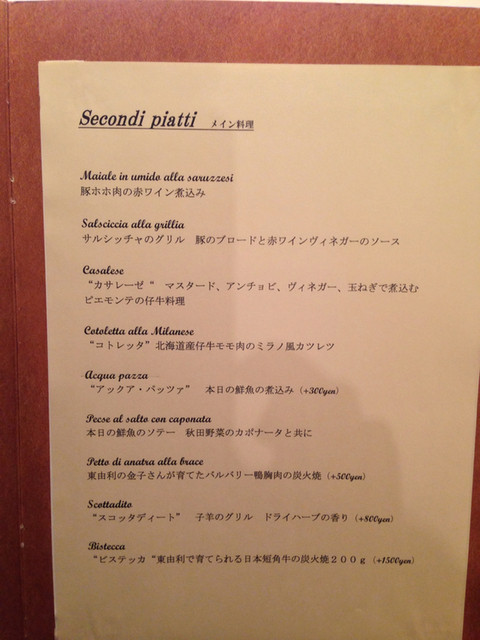 Secondi piatti メイン料理
Maiale in umido alla saruzzesi
豚ホホ肉の赤ワイン煮込み
Salsciccia alla grillia
サルシッチャのグリル 豚のブロードと赤ワインヴィネガーのソース
Casalese
“カサレーゼ“ マスタード、アンチョビ、ヴィネガー、玉ねぎで煮込む
ピエモンテの仔牛料理
Cotoletta alla Milanese
“コトレッタ”北海道産仔牛モモ肉のミラノ風カツレツ
Acqua pazza
“アックア・パッツァ” 本日の鮮魚の煮込み (+300yen)
Pecse al salto con caponata
本日の鮮魚のソテー 秋田野菜のカポナータと共に
Petto di anatra alla brace
東由利の金子さんが育てたバルバリー鴨胸肉の炭火焼 (+500yen)
Scottadito
“スコッタディート” 子羊のグリル ドライハーブの香り (+800yen)
Bistecca
“ビステッカ“東由利で育てられる日本短角牛の炭火焼２００ｇ (+1500yen)